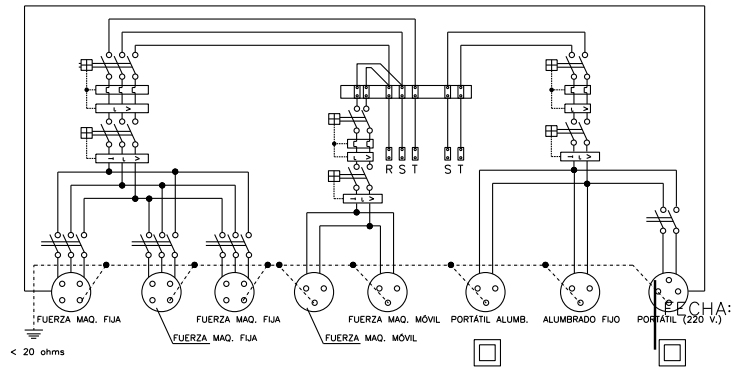 R S T
S T
FUERZA MAQ. FIJA
FUERZA MAQ. FIJA
FUERZA MAQ. MÓVIL
PORTÁTIL ALUMB.
ALUMBRADO FIJO
PORTÁTIL (220 V.)
FECHA:
FUERZA MAQ. FIJA
FUERZA MAQ. MÓVIL
< 20 ohms